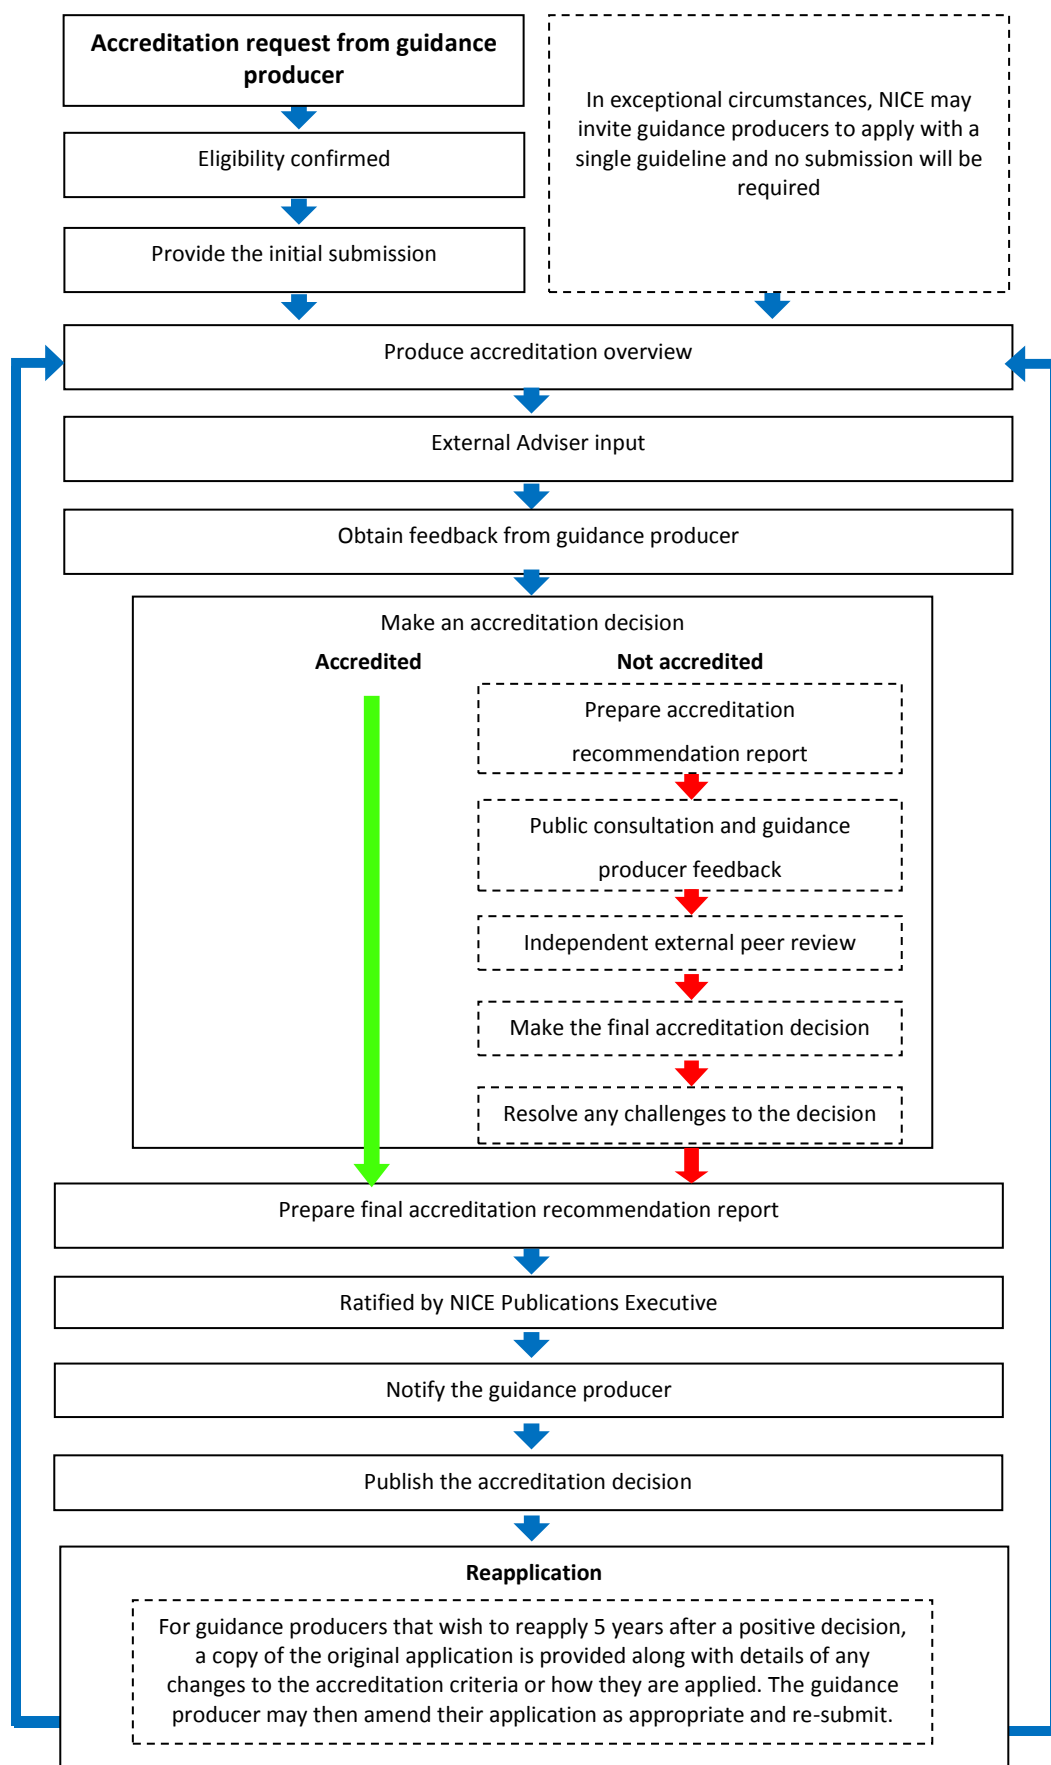 Accreditation request from guidance
producer
In exceptional circumstances, NICE may
invite guidance producers to apply with a
single guideline and no submission will be
required
Eligibility confirmed
Provide the initial submission
Produce accreditation overview
External Adviser input
Obtain feedback from guidance producer
Make an accreditation decision
Accredited
Not accredited
Prepare accreditation
recommendation report
Public consultation and guidance
producer feedback
Independent external peer review
Make the final accreditation decision
Resolve any challenges to the decision
Prepare final accreditation recommendation report
Ratified by NICE Publications Executive
Notify the guidance producer
Publish the accreditation decision
Reapplication
For guidance producers that wish to reapply 5 years after a positive decision,
a copy of the original application is provided along with details of any
changes to the accreditation criteria or how they are applied. The guidance
producer may then amend their application as appropriate and re-submit.